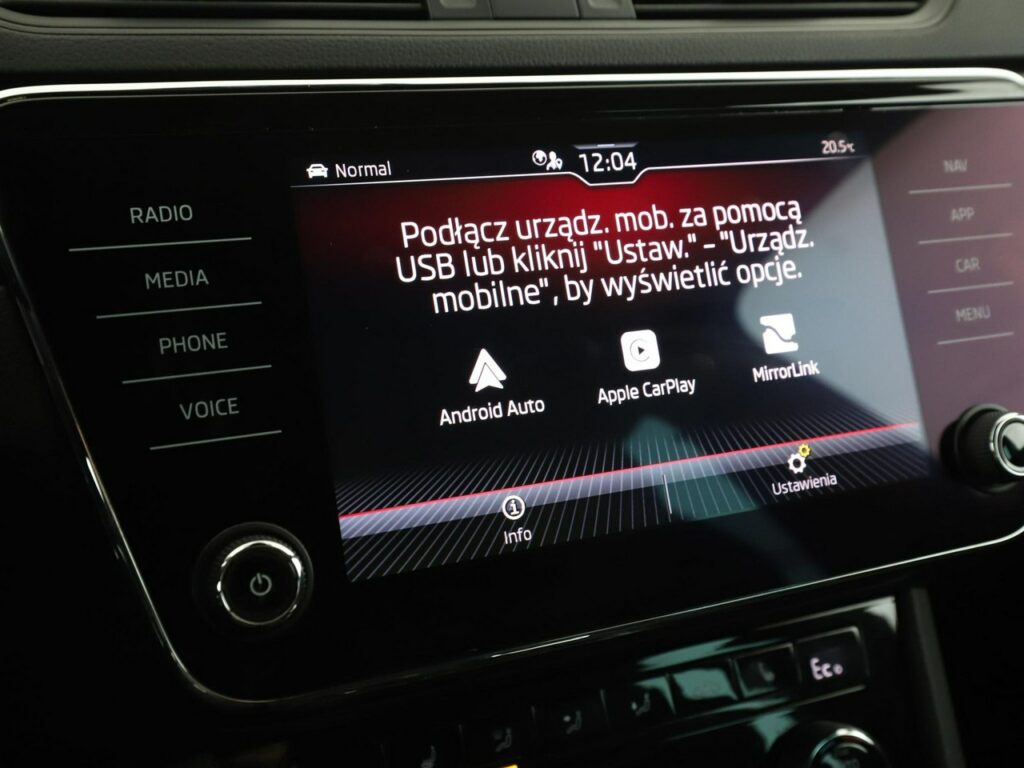 Normal
12:04
20.5°C
RADIO
MEDIA
PHONE
VOICE
Podłącz urządz. mob. za pomocą
USB lub kliknij "Ustaw." – "Urządz.
mobilne", by wyświetlić opcje.
Android Auto
Apple CarPlay
MirrorLink
Info
Ustawienia
NAV
APP
CAR
MENU